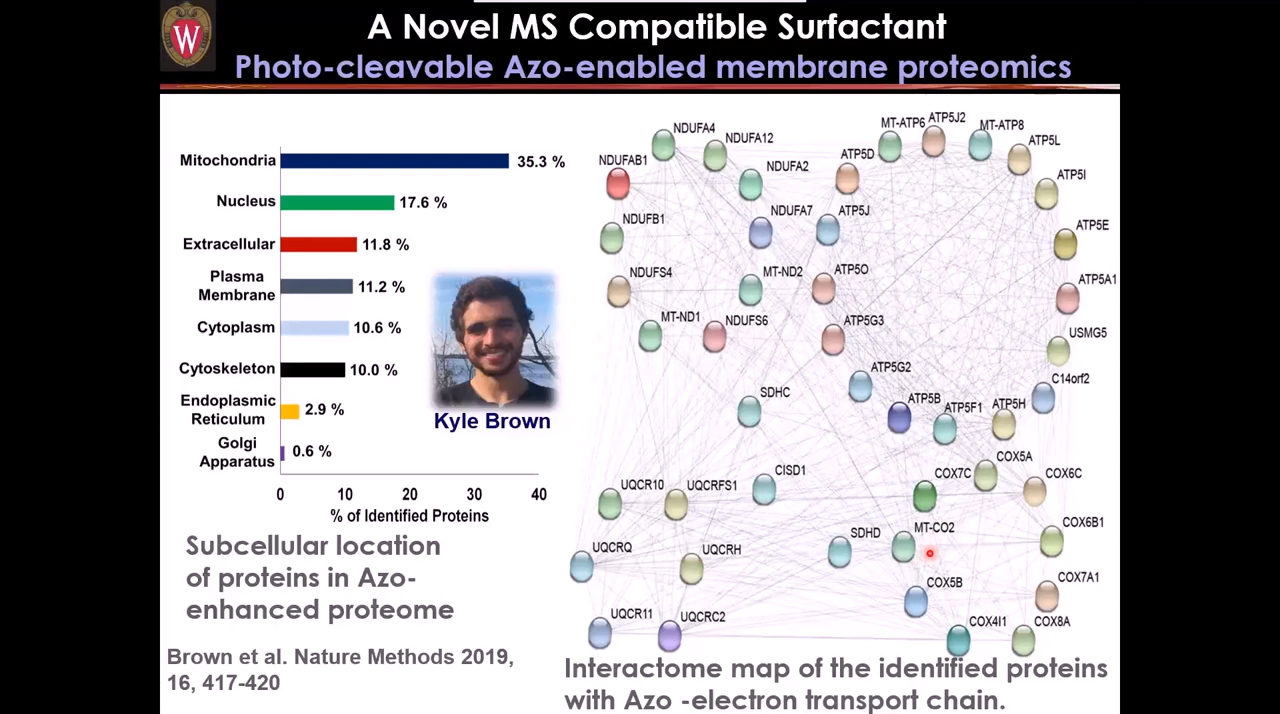 W
A Novel MS Compatible Surfactant
Photo-cleavable Azo-enabled membrane proteomics
Mitochondria
35.3 %
Nucleus
17.6 %
Extracellular
11.8 %
Plasma
Membrane
11.2 %
Cytoplasm
10.6 %
Cytoskeleton
10.0 %
Endoplasmic
Reticulum
2.9 %
Golgi
Apparatus
0.6 %
0 10 20 30 40
% of Identified Proteins
Kyle Brown
Subcellular location
of proteins in Azo-
enhanced proteome
Brown et al. Nature Methods 2019,
16, 417-420
NDUFA4
NDUFA12
NDUFAB1
NDUFA2
NDUFB1
NDUFA7
NDUFS4
MT-ND2
MT-ND1
NDUFS6
MT-ATP6
ATP5J2
MT-ATP8
ATP5L
ATP5D
ATP5I
ATP5J
ATP5E
ATP5O
ATP5A1
ATP5G3
USMG5
ATP5G2
C14orf2
ATP5B
ATP5F1
ATP5H
SDHC
CISD1
UQCR10
UQCRFS1
UQCRQ
UQCRH
UQCR11
UQCRC2
COX5A
COX7C
COX6C
SDHD
MT-CO2
COX6B1
COX5B
COX7A1
COX4I1
COX8A
Interactome map of the identified proteins
with Azo -electron transport chain.